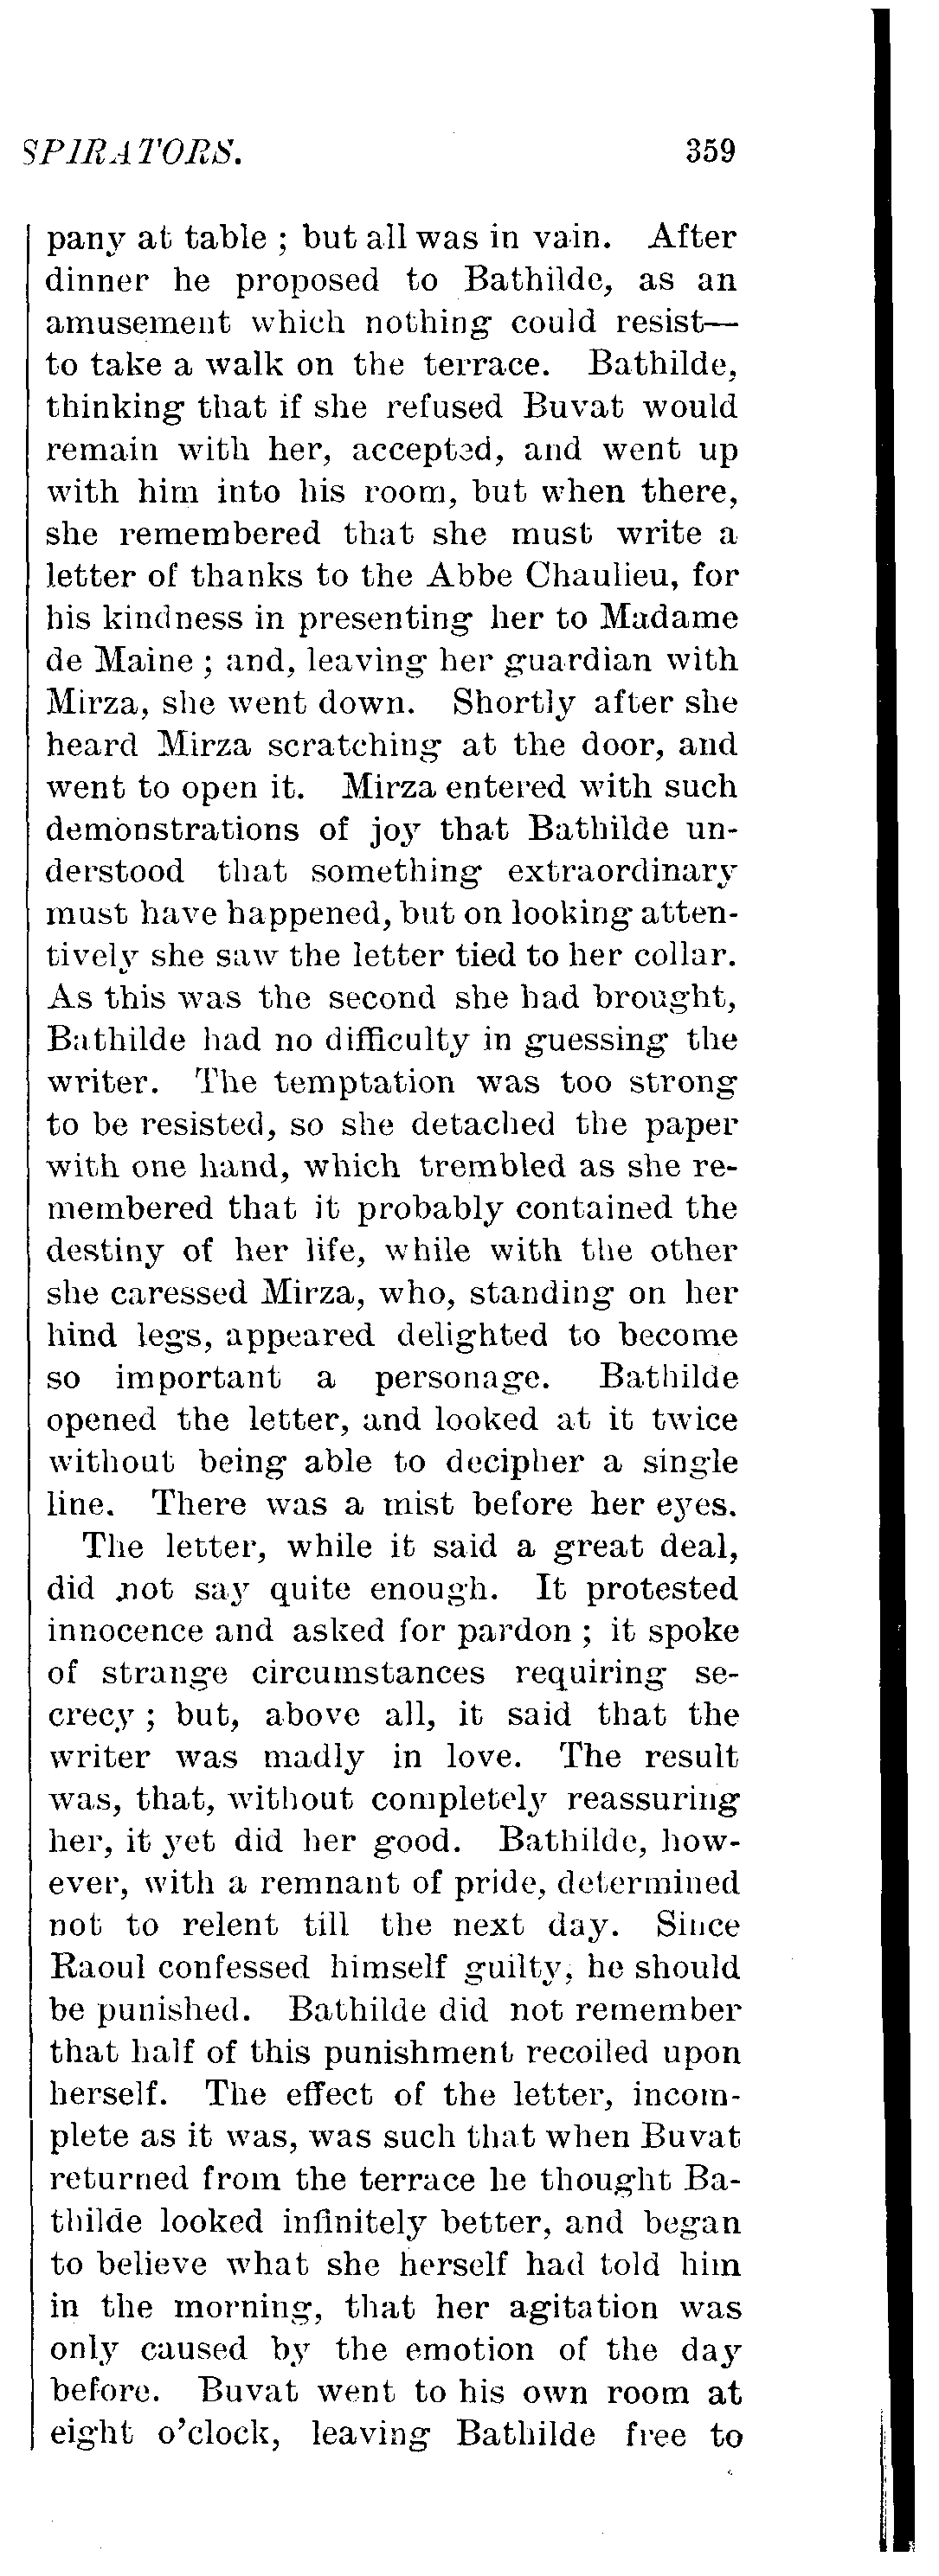 SPIRATORS. 359
pany at table ; but all was in vain. After
dinner he proposed to Bathilde, as an
amusement which nothing could resist—
to take a walk on the terrace. Bathilde,
thinking that if she refused Buvat would
remain with her, accepted, and went up
with him into his room, but when there,
she remembered that she must write a
letter of thanks to the Abbe Chaulieu, for
his kindness in presenting her to Madame
de Maine ; and, leaving her guardian with
Mirza, she went down. Shortly after she
heard Mirza scratching at the door, and
went to open it. Mirza entered with such
demonstrations of joy that Bathilde un-
derstood that something extraordinary
must have happened, but on looking atten-
tively she saw the letter tied to her collar.
As this was the second she had brought,
Bathilde had no difficulty in guessing the
writer. The temptation was too strong
to be resisted, so she detached the paper
with one hand, which trembled as she re-
membered that it probably contained the
destiny of her life, while with the other
she caressed Mirza, who, standing on her
hind legs, appeared delighted to become
so important a personage. Bathilde
opened the letter, and looked at it twice
without being able to decipher a single
line. There was a mist before her eyes.
The letter, while it said a great deal,
did not say quite enough. It protested
innocence and asked for pardon ; it spoke
of strange circumstances requiring se-
crecy ; but, above all, it said that the
writer was madly in love. The result
was, that, without completely reassuring
her, it yet did her good. Bathilde, how-
ever, with a remnant of pride, determined
not to relent till the next day. Since
Raoul confessed himself guilty, he should
be punished. Bathilde did not remember
that half of this punishment recoiled upon
herself. The effect of the letter, incom-
plete as it was, was such that when Buvat
returned from the terrace he thought Ba-
thilde looked infinitely better, and began
to believe what she herself had told him
in the morning, that her agitation was
only caused by the emotion of the day
before. Buvat went to his own room at
eight o'clock, leaving Bathilde free to